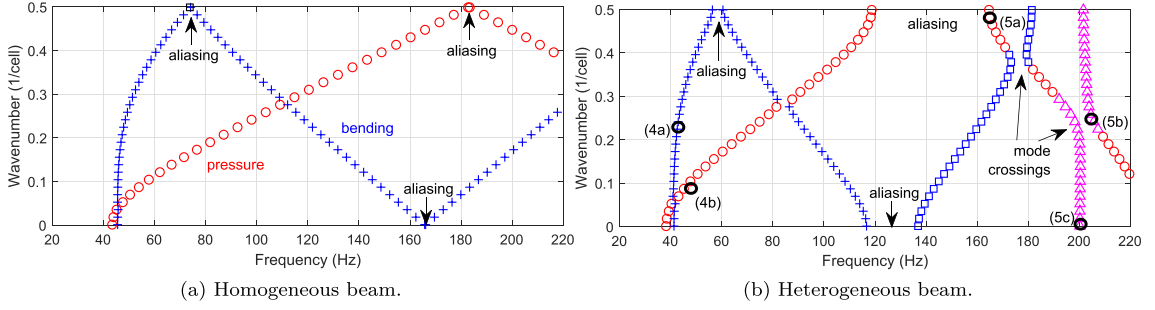 0.5
0.4
0.3
0.2
0.1
0
Wavenumber (1/cell)
aliasing
aliasing
bending
pressure
aliasing
20 40 60 80 100 120 140 160 180 200 220
Frequency (Hz)
(a) Homogeneous beam.
0.5
0.4
0.3
0.2
0.1
0
Wavenumber (1/cell)
aliasing
(5a)
aliasing
(4a)
(5b)
mode
crossings
aliasing
(4b)
(5c)
20 40 60 80 100 120 140 160 180 200 220
Frequency (Hz)
(b) Heterogeneous beam.